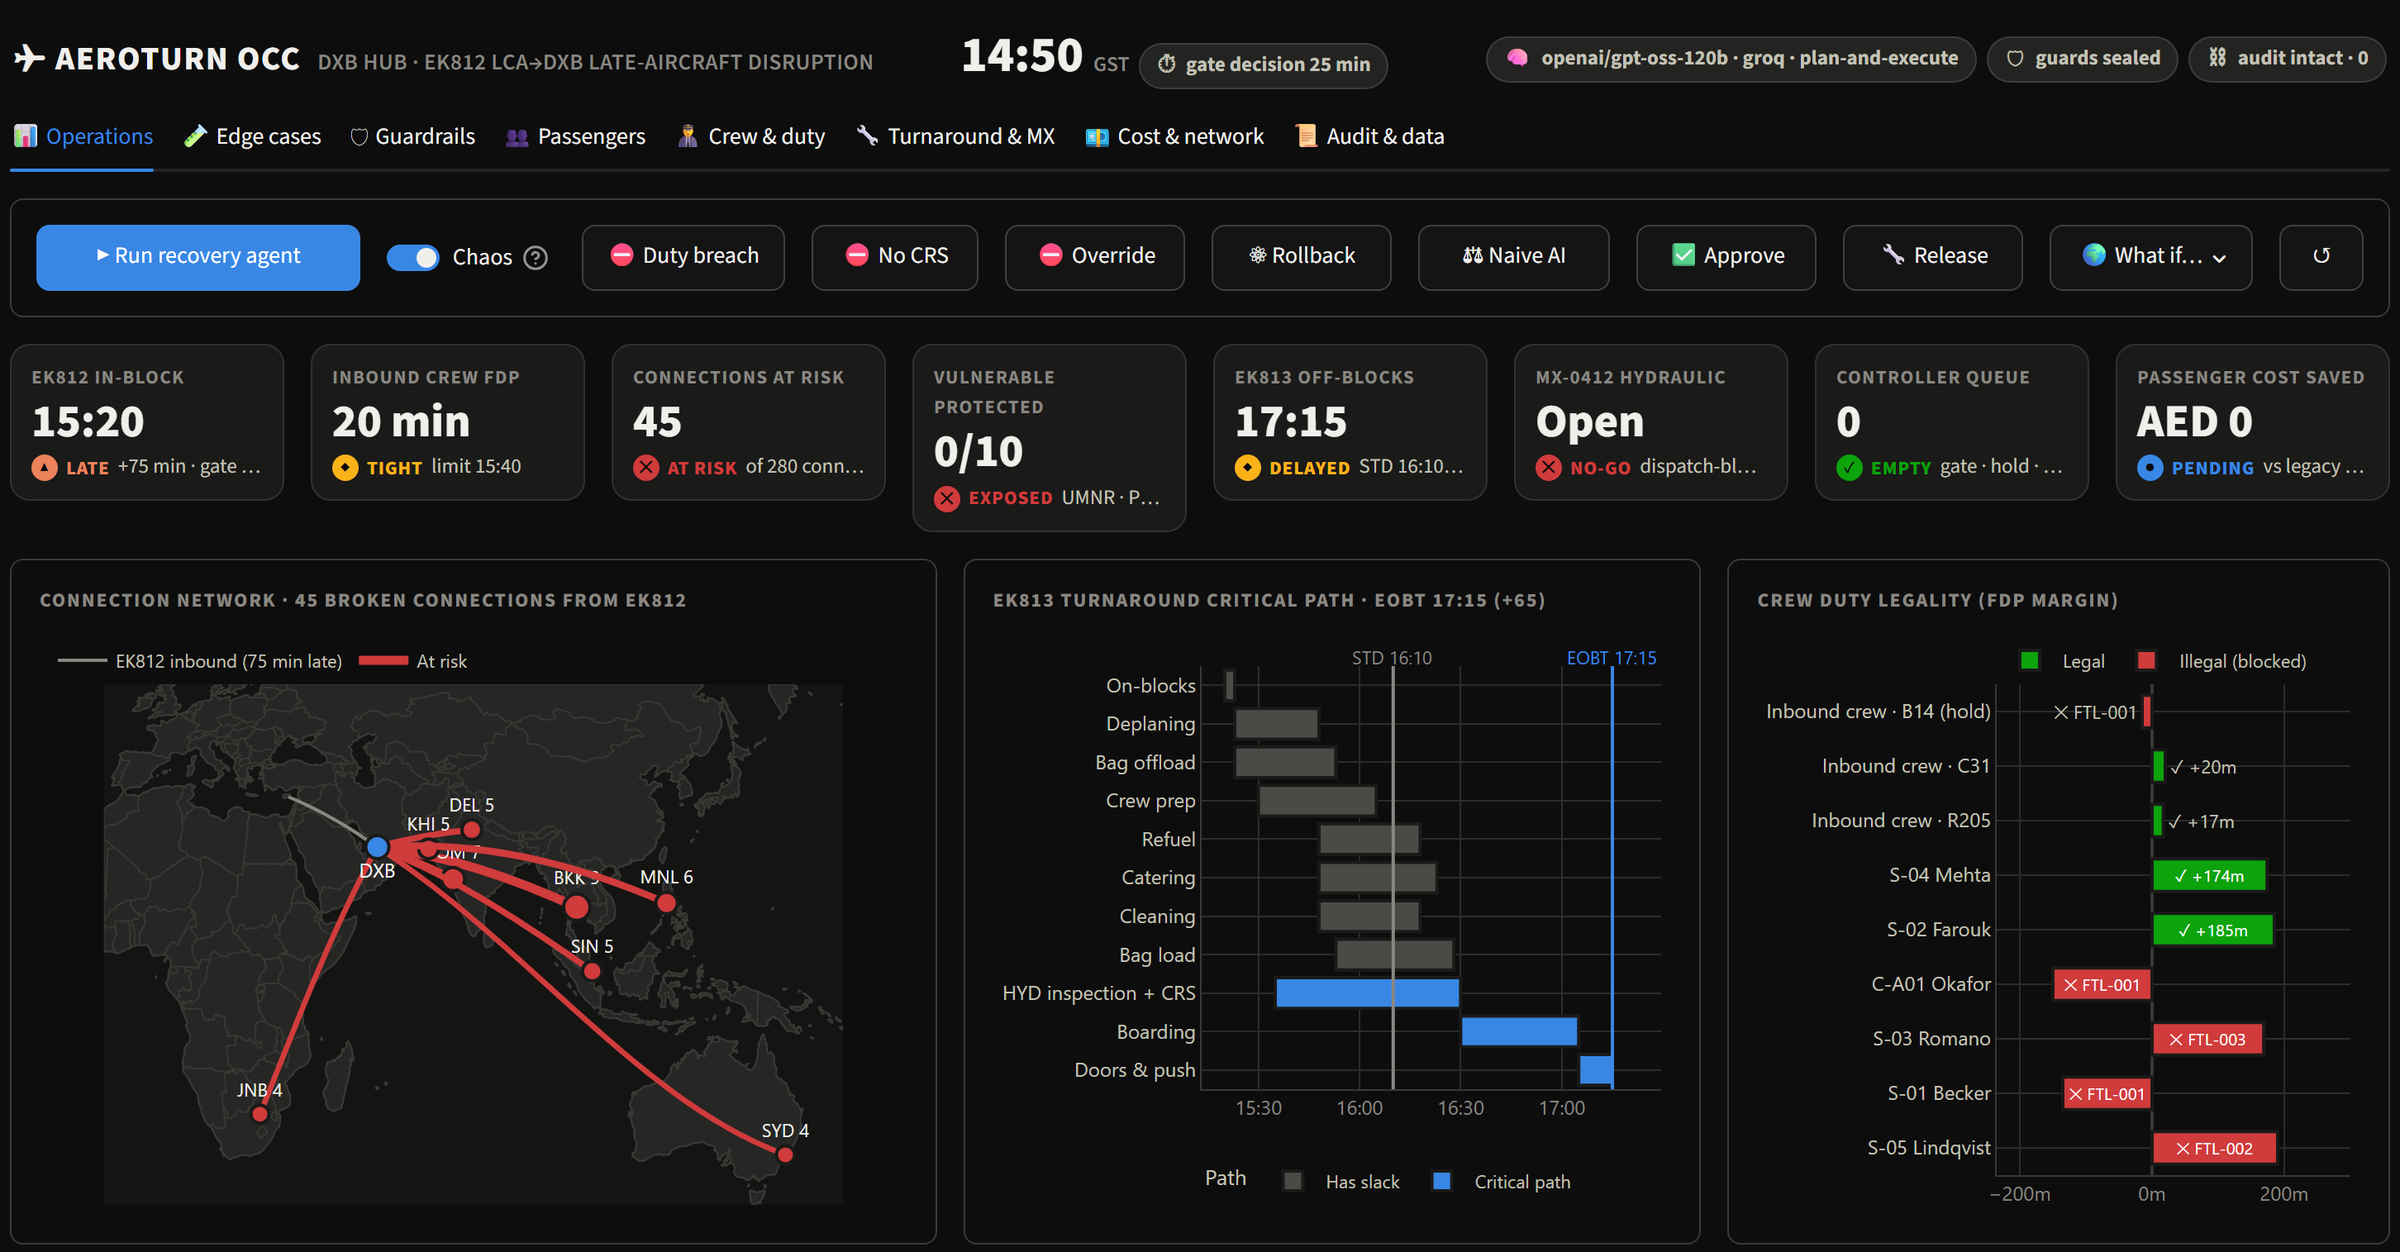 AEROTURN OCC DXB HUB · EK812 LCA→DXB LATE-AIRCRAFT DISRUPTION
14:50 GST
gate decision 25 min
openai/gpt-oss-120b · groq · plan-and-execute
guards sealed
audit intact · 0
Operations
Edge cases
Guardrails
Passengers
Crew & duty
Turnaround & MX
Cost & network
Audit & data
Run recovery agent
Chaos
Duty breach
No CRS
Override
Rollback
Naive AI
Approve
Release
What if...
EK812 IN-BLOCK
15:20
LATE +75 min · gate ...
INBOUND CREW FDP
20 min
TIGHT limit 15:40
CONNECTIONS AT RISK
45
AT RISK of 280 conn...
VULNERABLE
PROTECTED
0/10
EXPOSED UMNR · P...
EK813 OFF-BLOCKS
17:15
DELAYED STD 16:10...
MX-0412 HYDRAULIC
Open
NO-GO dispatch-bl...
CONTROLLER QUEUE
0
EMPTY gate · hold · ...
PASSENGER COST SAVED
AED 0
PENDING vs legacy ...
CONNECTION NETWORK · 45 BROKEN CONNECTIONS FROM EK812
EK812 inbound (75 min late)
At risk
DEL 5
KHI 5
DXB
BKK
MNL 6
SIN 5
JNB 4
SYD 4
EK813 TURNAROUND CRITICAL PATH · EOBT 17:15 (+65)
STD 16:10
EOBT 17:15
On-blocks
Deplaning
Bag offload
Crew prep
Refuel
Catering
Cleaning
Bag load
HYD inspection + CRS
Boarding
Doors & push
15:30 16:00 16:30 17:00
Path
Has slack
Critical path
CREW DUTY LEGALITY (FDP MARGIN)
Legal
Illegal (blocked)
Inbound crew · B14 (hold) ✕ FTL-001
Inbound crew · C31 ✓ +20m
Inbound crew · R205 ✓ +17m
S-04 Mehta ✓ +174m
S-02 Farouk ✓ +185m
C-A01 Okafor ✕ FTL-001
S-03 Romano ✕ FTL-003
S-01 Becker ✕ FTL-001
S-05 Lindqvist ✕ FTL-002
−200m 0m 200m